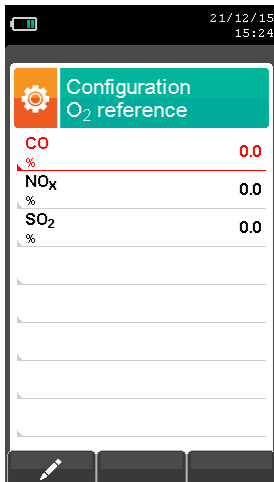 21/12/15
15:24
Configuration
O₂ reference
CO 0.0
%
NOX 0.0
%
SO₂ 0.0
%